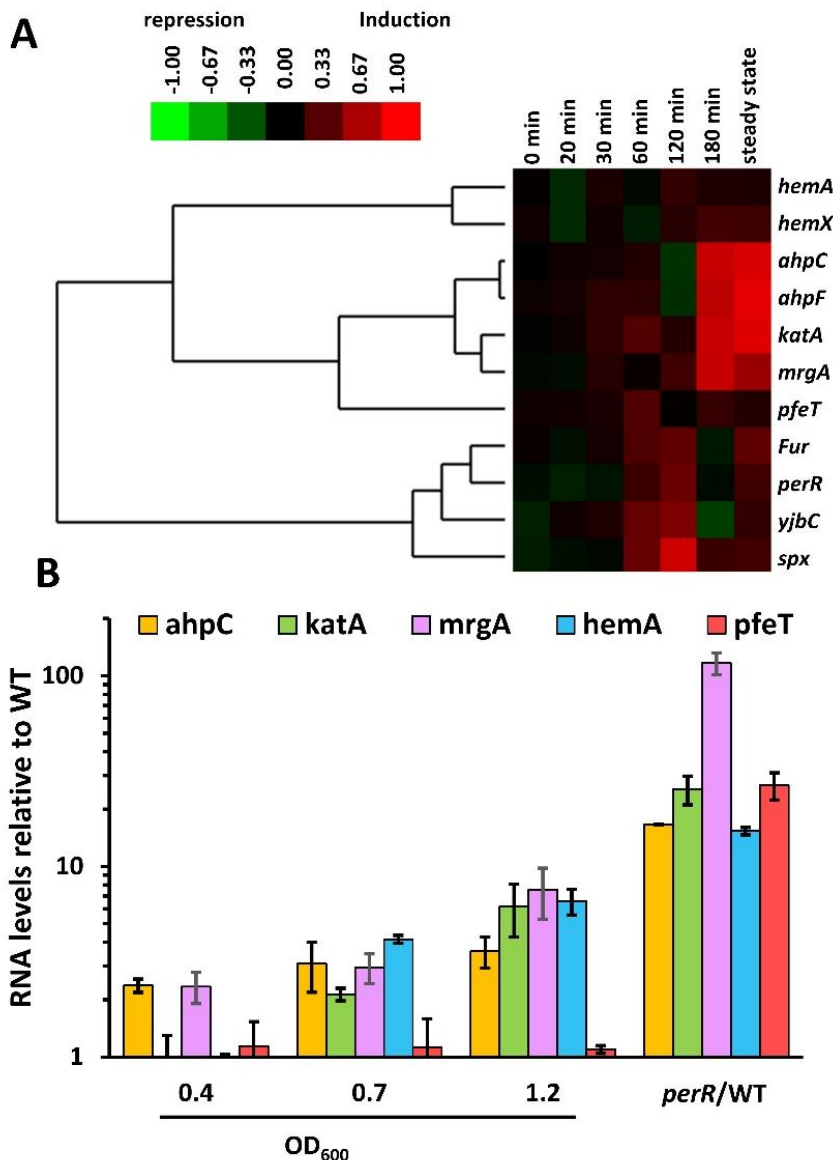 A
repression Induction
-1.00 -0.67 -0.33 0.00 0.33 0.67 1.00
0 min 20 min 30 min 60 min 120 min 180 min steady state
hemA
hemX
ahpC
ahpF
katA
mrgA
pfeT
Fur
perR
yjbC
spx
B
ahpC katA mrgA hemA pfeT
RNA levels relative to WT
100
10
1
0.4 0.7 1.2 perR/WT
OD600